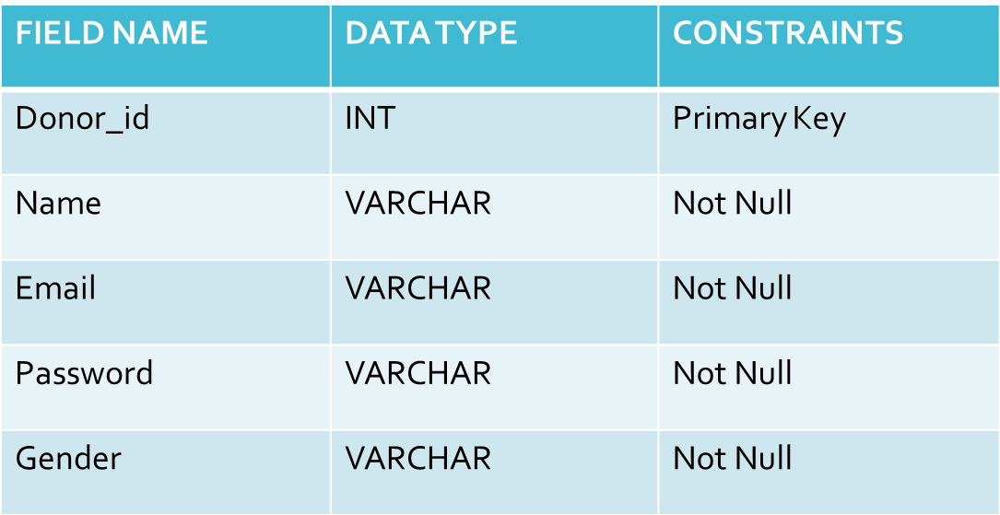 FIELD NAME DATA TYPE CONSTRAINTS
Donor_id INT Primary Key
Name VARCHAR Not Null
Email VARCHAR Not Null
Password VARCHAR Not Null
Gender VARCHAR Not Null